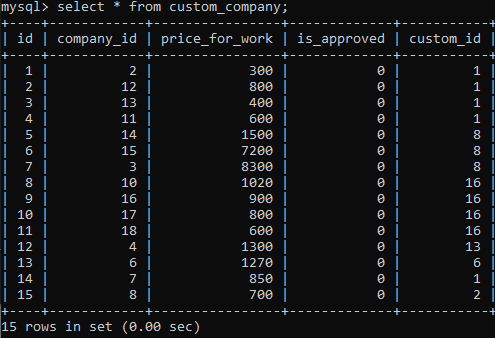 mysql> select * from custom_company;
+----+------------+----------------+-------------+-----------+
| id | company_id | price_for_work | is_approved | custom_id |
+----+------------+----------------+-------------+-----------+
| 1 | 2 | 300 | 0 | 1 |
| 2 | 12 | 800 | 0 | 1 |
| 3 | 13 | 400 | 0 | 1 |
| 4 | 11 | 600 | 0 | 1 |
| 5 | 14 | 1500 | 0 | 8 |
| 6 | 15 | 7200 | 0 | 8 |
| 7 | 3 | 8300 | 0 | 8 |
| 8 | 10 | 1020 | 0 | 16 |
| 9 | 16 | 900 | 0 | 16 |
| 10 | 17 | 800 | 0 | 16 |
| 11 | 18 | 600 | 0 | 16 |
| 12 | 4 | 1300 | 0 | 13 |
| 13 | 6 | 1270 | 0 | 6 |
| 14 | 7 | 850 | 0 | 1 |
| 15 | 8 | 700 | 0 | 2 |
+----+------------+----------------+-------------+-----------+
15 rows in set (0.00 sec)